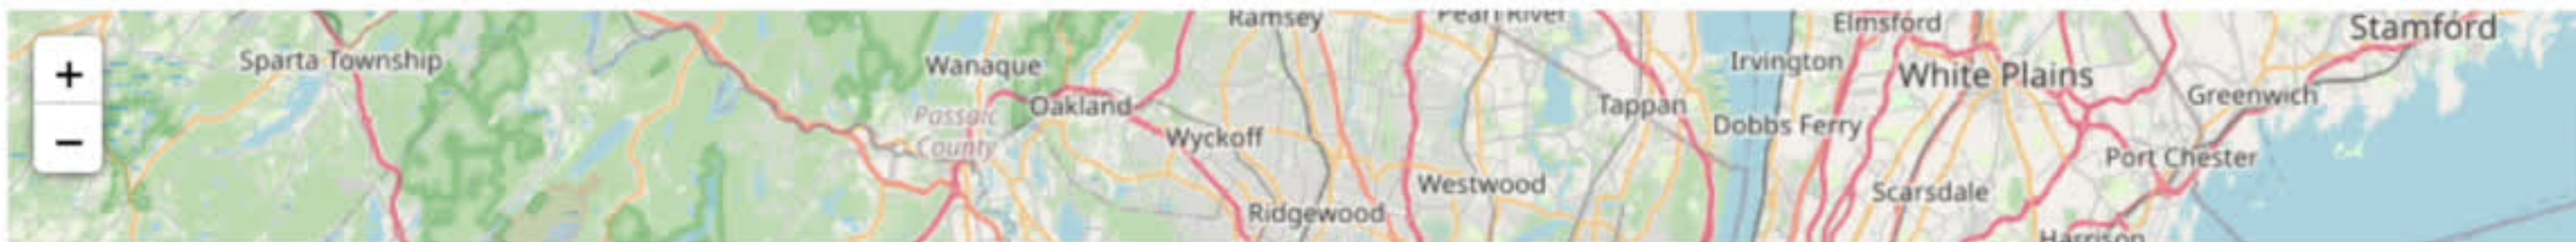 Ramsey
Pearl River
Elmsford
Stamford
+
Sparta Township
Wanaque
Irvington
White Plains
Greenwich
Oakland
Tappan
Passaic
County
Wyckoff
Dobbs Ferry
Port Chester
Westwood
Scarsdale
Ridgewood
Harrison
−